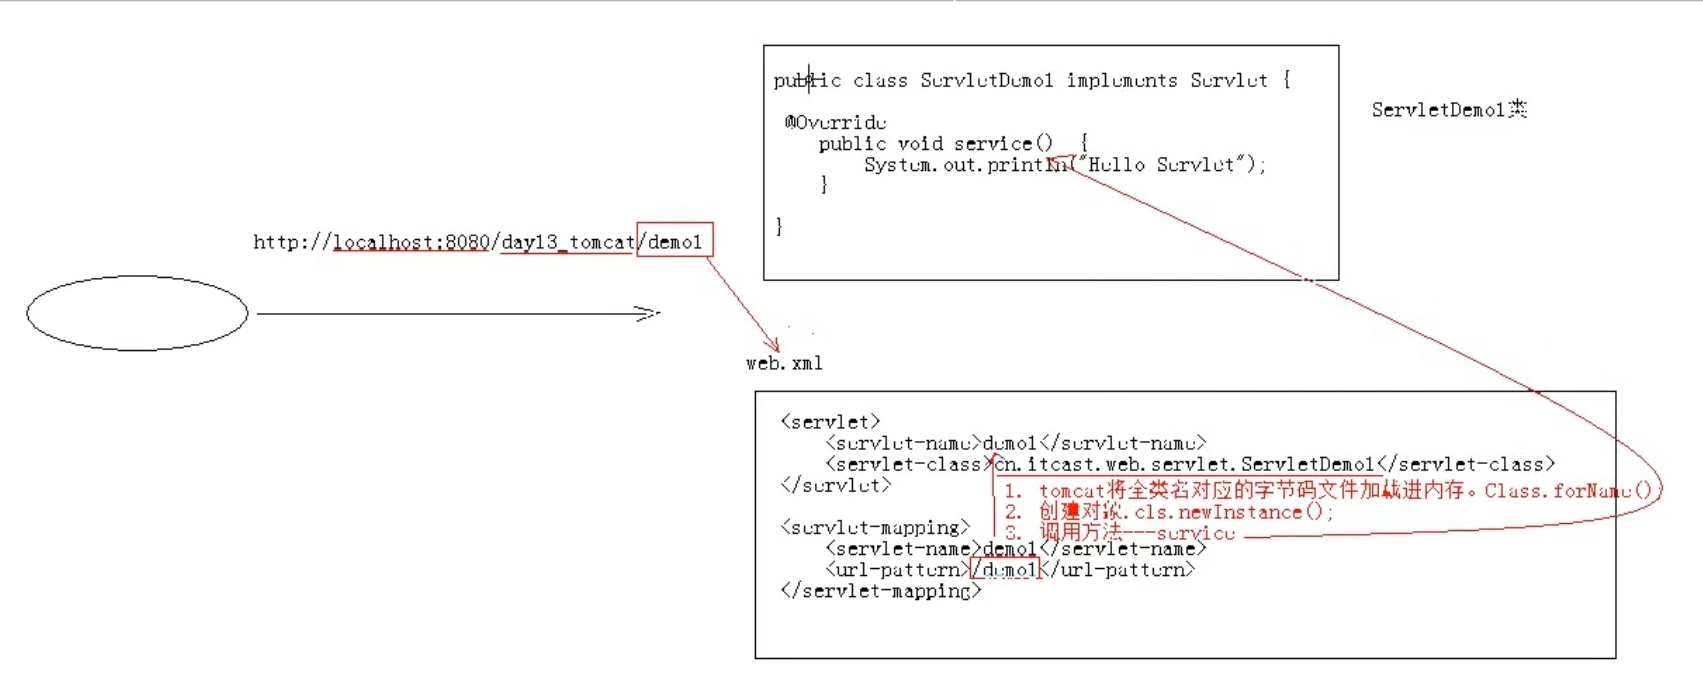 public class ServletDemo1 implements Servlet {
@Override
public void service() {
System.out.println("Hello Servlet");
}
}
ServletDemo1类
http://localhost:8080/day13_tomcat/demo1
web.xml
<servlet>
<servlet-name>demo1</servlet-name>
<servlet-class>cn.itcast.web.servlet.ServletDemo1</servlet-class>
</servlet>
1. tomcat将全类名对应的字节码文件加载进内存。Class.forName()
2. 创建对象.cls.newInstance();
3. 调用方法---service
<servlet-mapping>
<servlet-name>demo1</servlet-name>
<url-pattern>/demo1</url-pattern>
</servlet-mapping>